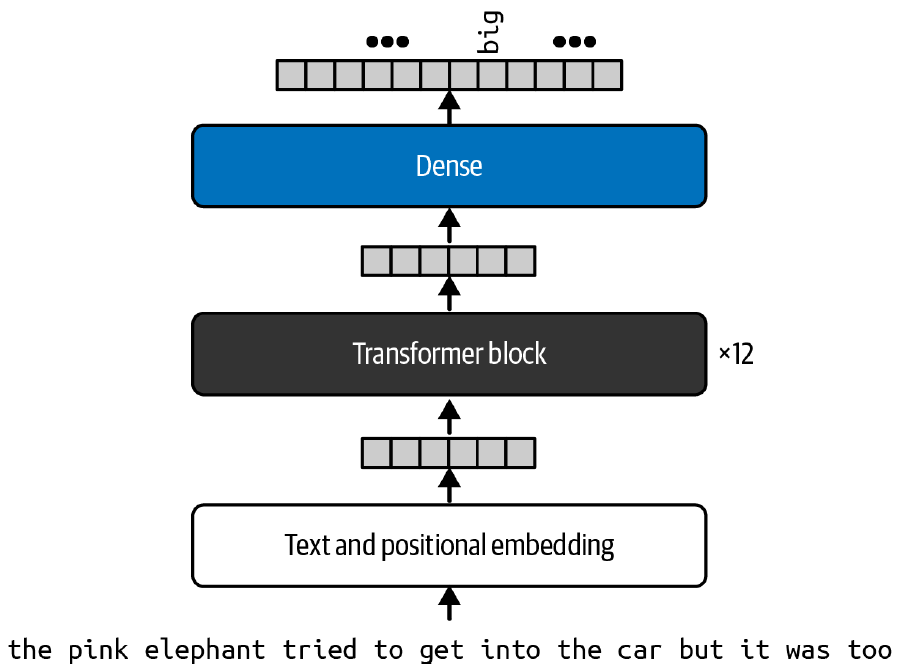 ••• big •••
Dense
Transformer block ×12
Text and positional embedding
the pink elephant tried to get into the car but it was too